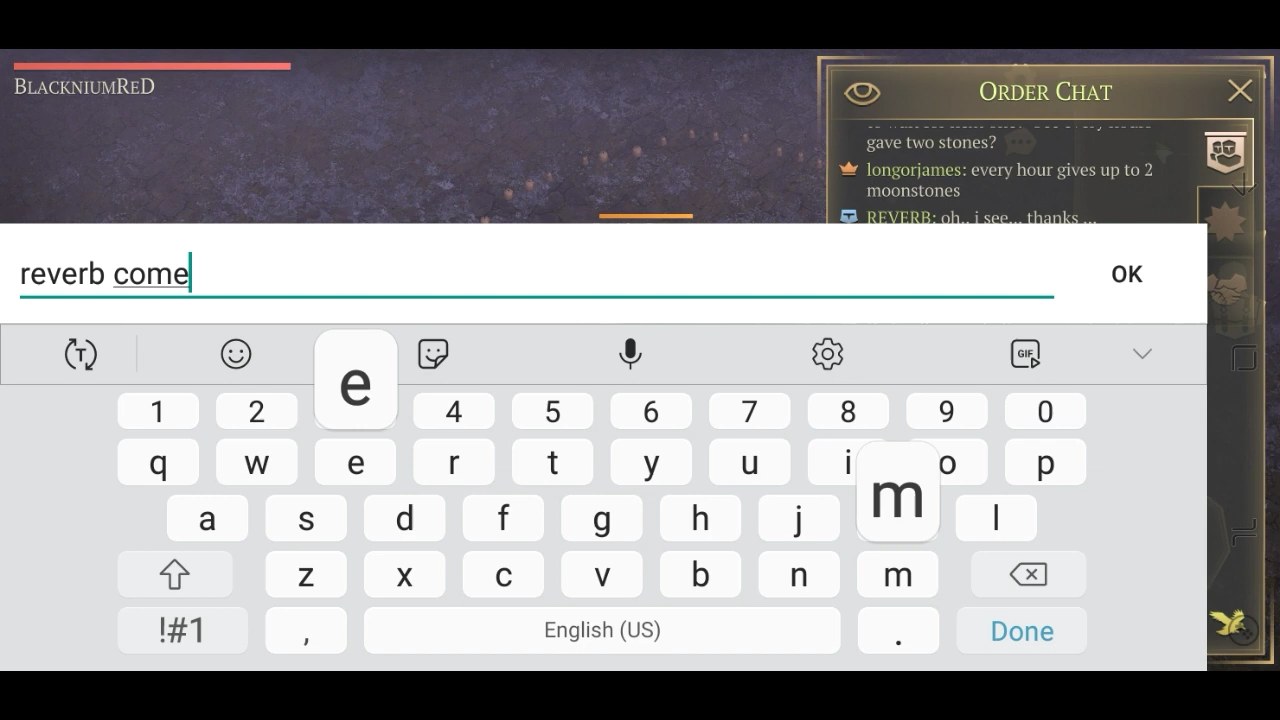 BLACKNIUMRED
ORDER CHAT
gave two stones?
longorjames: every hour gives up to 2
moonstones
REVERB: oh.. i see... thanks ...
reverb come
OK
T
GIF
e
1 2 4 5 6 7 8 9 0
q w e r t y u i o p
m
a s d f g h j l
z x c v b n m
!#1 , English (US) . Done